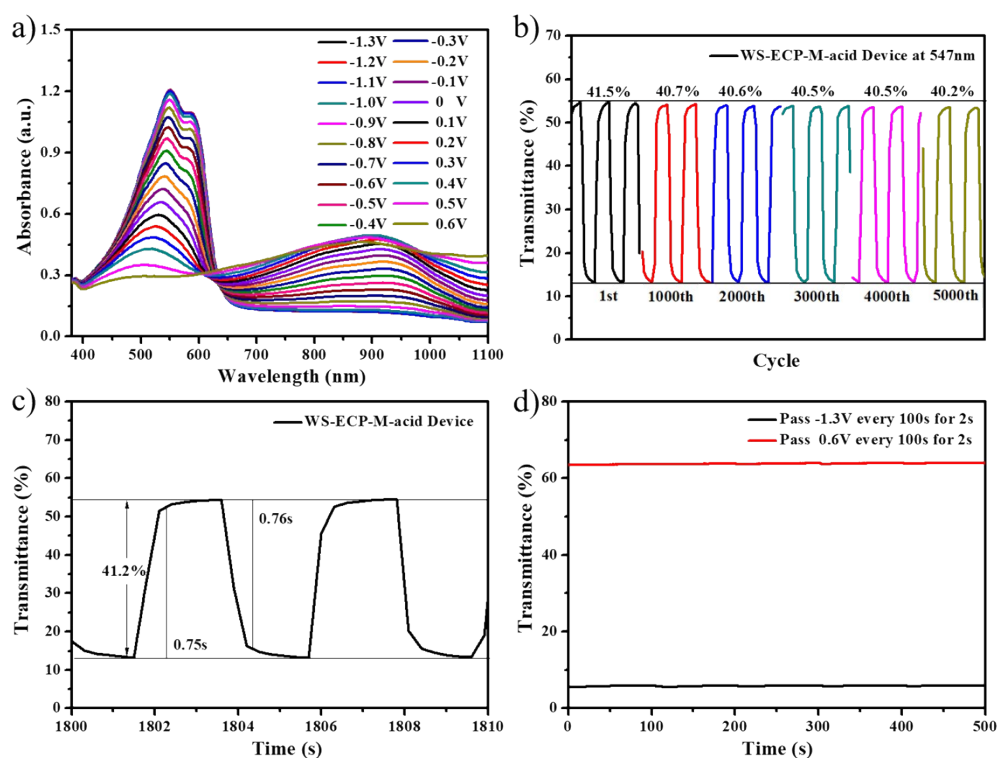 a)
1.5
1.2
0.9
0.6
0.3
0.0
Absorbance (a.u.)
-1.3V -0.3V
-1.2V -0.2V
-1.1V -0.1V
-1.0V 0 V
-0.9V 0.1V
-0.8V 0.2V
-0.7V 0.3V
-0.6V 0.4V
-0.5V 0.5V
-0.4V 0.6V
400 500 600 700 800 900 1000 1100
Wavelength (nm)
b)
70
60
50
40
30
20
10
0
Transmittance (%)
WS-ECP-M-acid Device at 547nm
41.5% 40.7% 40.6% 40.5% 40.5% 40.2%
1st 1000th 2000th 3000th 4000th 5000th
Cycle
c)
80
70
60
50
40
30
20
10
0
Transmittance (%)
WS-ECP-M-acid Device
0.76s
41.2%
0.75s
1800 1802 1804 1806 1808 1810
Time (s)
d)
80
60
40
20
0
Transmittance (%)
Pass -1.3V every 100s for 2s
Pass 0.6V every 100s for 2s
0 100 200 300 400 500
Time (s)